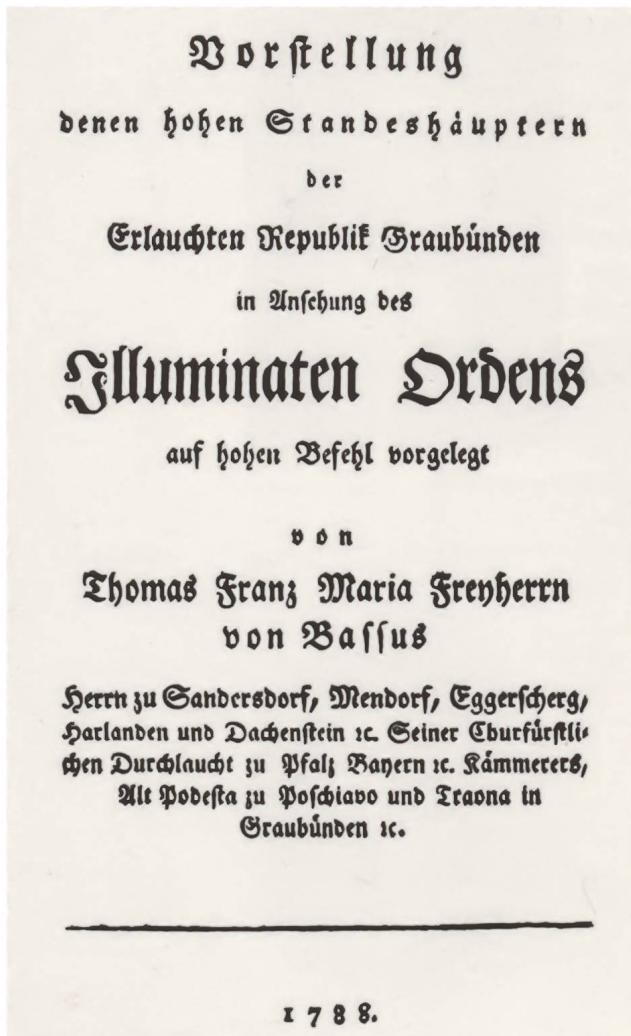 Vorstellung
denen hohen Standeshäuptern
der
Erlauchten Republik Graubünden
in Ansehung des
Illuminaten Ordens
auf hohen Befehl vorgelegt
von
Thomas Franz Maria Freyherrn
von Bassus
Herrn zu Sandersdorf, Mendorf, Eggerscherg,
Harlanden und Dachenstein ꝛc. Seiner Churfürstli-
chen Durchlaucht zu Pfalz Bayern ꝛc. Kämmerers,
Alt Podesta zu Poschiavo und Traona in
Graubünden ꝛc.
1788.